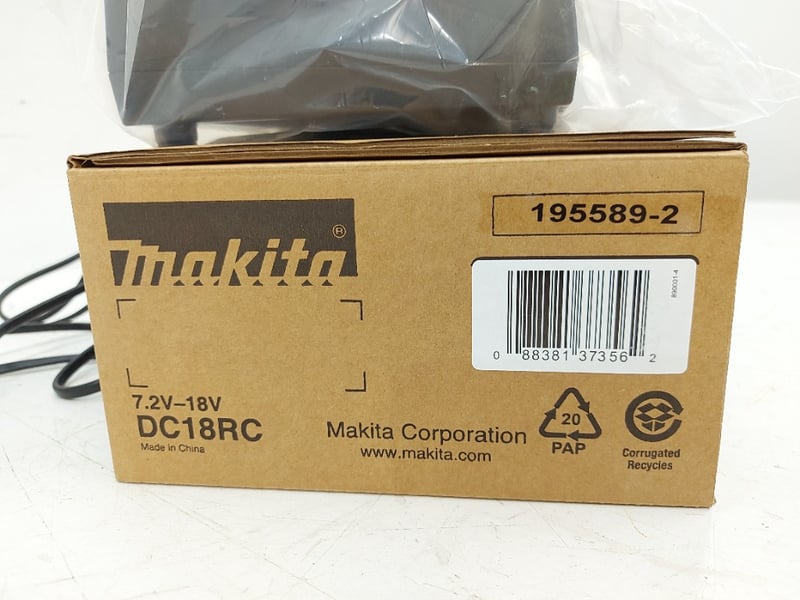 makita®
195589-2
890001-4
0 88381 37356 2
7.2V–18V
DC18RC
Made in China
Makita Corporation
www.makita.com
20
PAP
Corrugated
Recycles